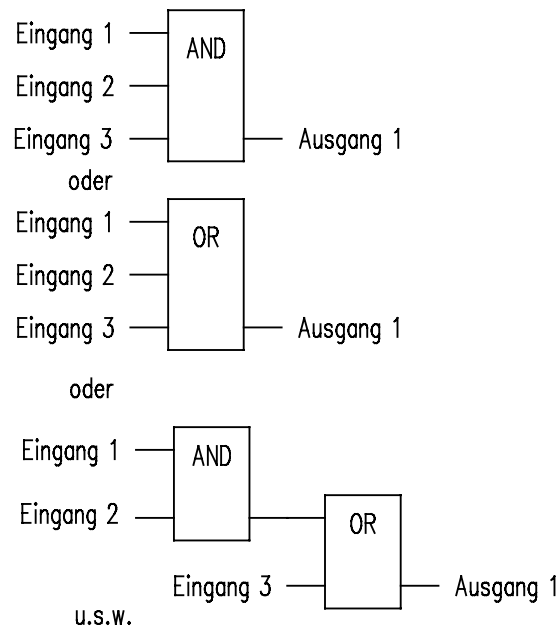 Eingang 1
AND
Eingang 2
Eingang 3
Ausgang 1
oder
Eingang 1
OR
Eingang 2
Eingang 3
Ausgang 1
oder
Eingang 1
AND
Eingang 2
OR
Eingang 3
Ausgang 1
u.s.w.